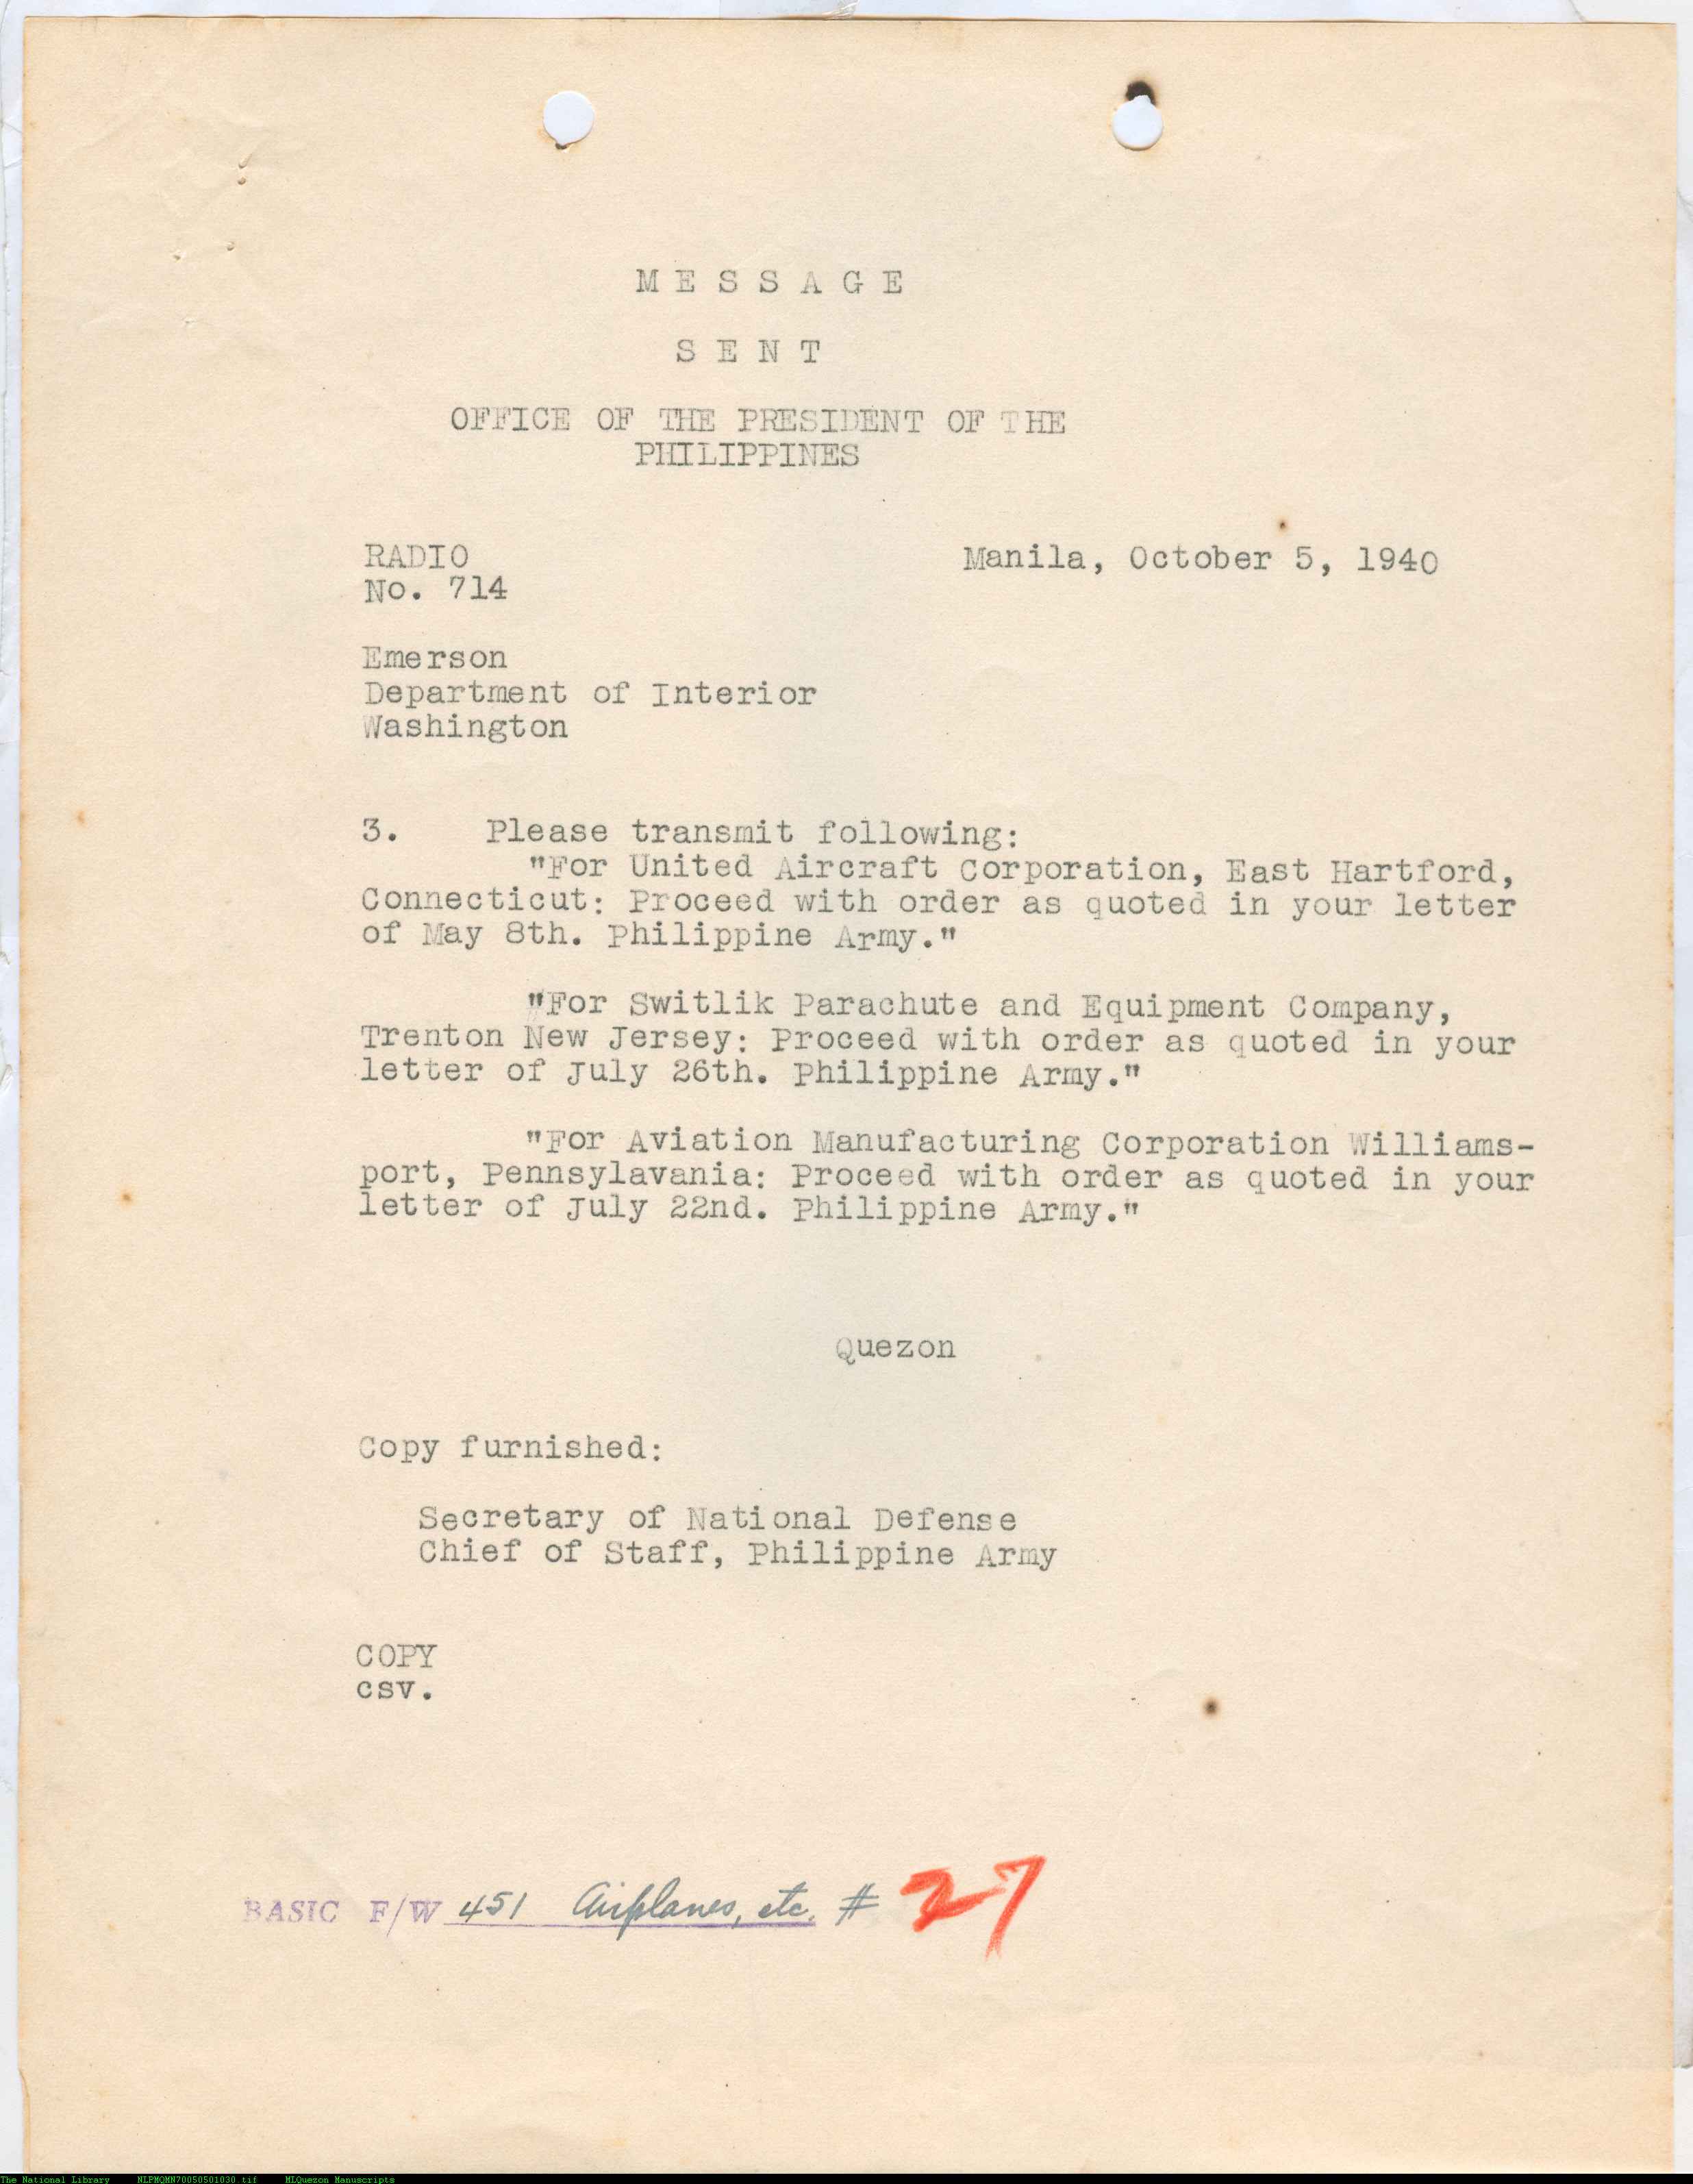 M E S S A G E
S E N T
OFFICE OF THE PRESIDENT OF THE
PHILIPPINES
RADIO
No. 714
Manila, October 5, 1940
Emerson
Department of Interior
Washington
3. Please transmit following:
"For United Aircraft Corporation, East Hartford,
Connecticut: Proceed with order as quoted in your letter
of May 8th. Philippine Army."
"For Switlik Parachute and Equipment Company,
Trenton New Jersey: Proceed with order as quoted in your
letter of July 26th. Philippine Army."
"For Aviation Manufacturing Corporation Williams-
port, Pennsylavania: Proceed with order as quoted in your
letter of July 22nd. Philippine Army."
Quezon
Copy furnished:
Secretary of National Defense
Chief of Staff, Philippine Army
COPY
csv.
BASIC F/W 451 Airplanes, etc. # 27
The National Library NLPMQMN70050501030.tif MLQuezon Manuscripts